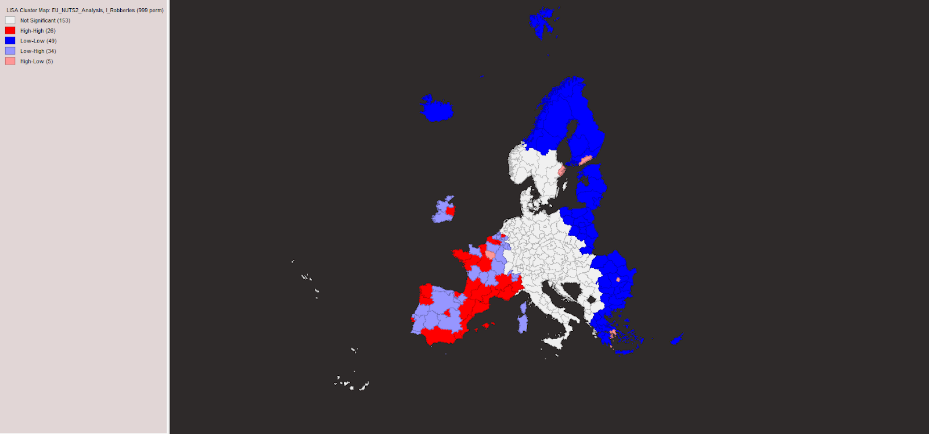 LISA Cluster Map: EU_NUTS2_Analysis, I_Robberies (999 perm)
Not Significant (153)
High-High (26)
Low-Low (49)
Low-High (34)
High-Low (5)